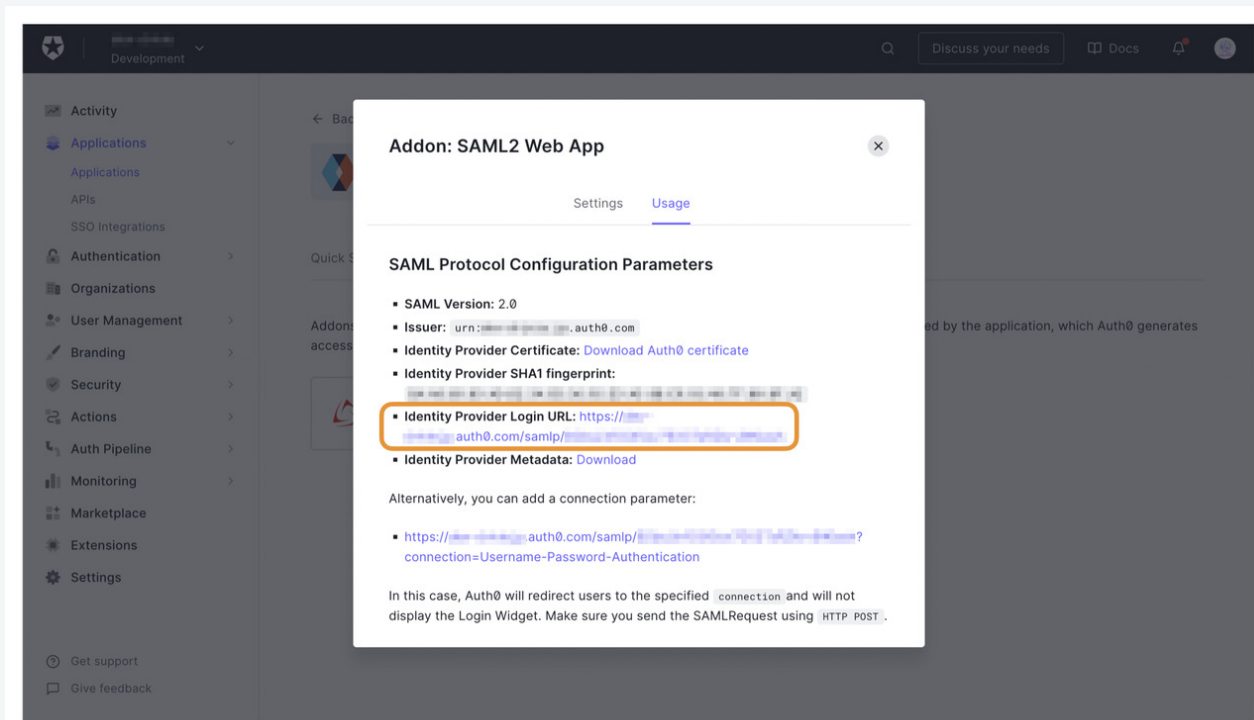 Development
Discuss your needs
Docs
Activity
Applications
Applications
APIs
SSO Integrations
Authentication
Organizations
User Management
Branding
Security
Actions
Auth Pipeline
Monitoring
Marketplace
Extensions
Settings
Get support
Give feedback
Quick
Addons
ed by the application, which Auth0 generates
access
Addon: SAML2 Web App
Settings
Usage
SAML Protocol Configuration Parameters
SAML Version: 2.0
Issuer: urn: .auth0.com
Identity Provider Certificate: Download Auth0 certificate
Identity Provider SHA1 fingerprint:
Identity Provider Login URL: https://
.auth0.com/samlp/
Identity Provider Metadata: Download
Alternatively, you can add a connection parameter:
https:// .auth0.com/samlp/ ?
connection=Username-Password-Authentication
In this case, Auth0 will redirect users to the specified connection and will not
display the Login Widget. Make sure you send the SAMLRequest using HTTP POST .